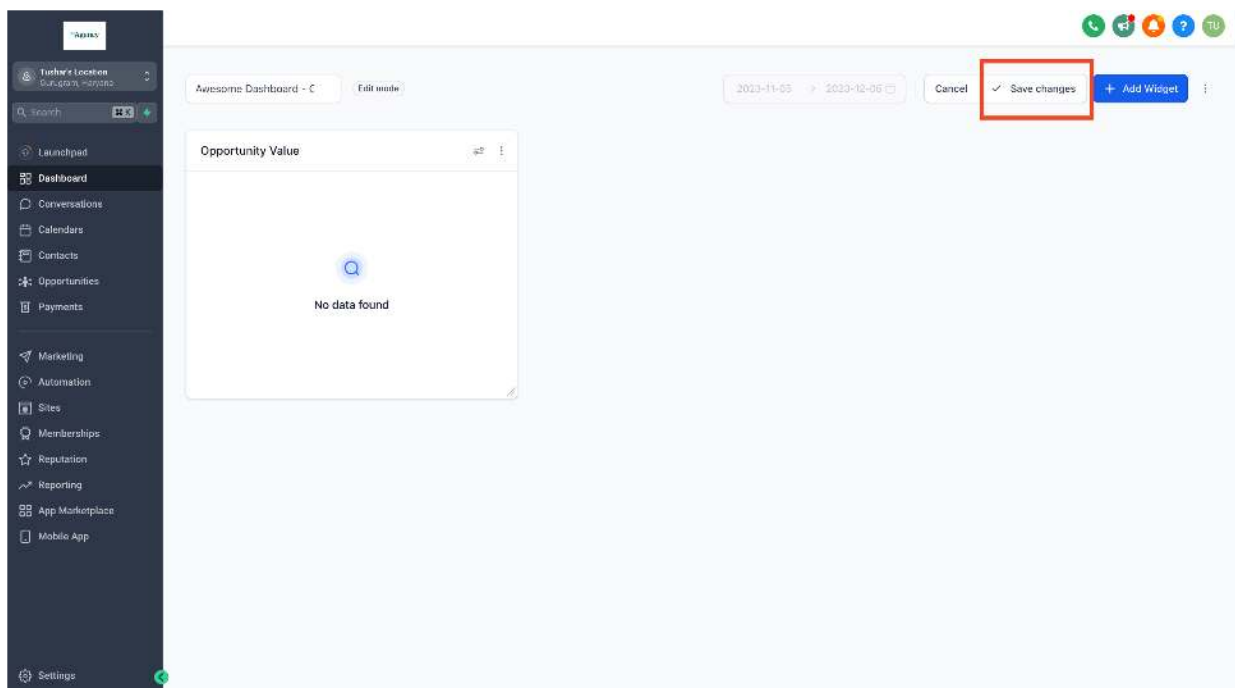 Agency
Tushar's Location
Gurugram, Haryana
Search
⌘ K
Launchpad
Dashboard
Conversations
Calendars
Contacts
Opportunities
Payments
Marketing
Automation
Sites
Memberships
Reputation
Reporting
App Marketplace
Mobile App
Settings
?
TU
Awesome Dashboard - C
Edit mode
2023-11-05
2023-12-06
Cancel
Save changes
+ Add Widget
Opportunity Value
No data found